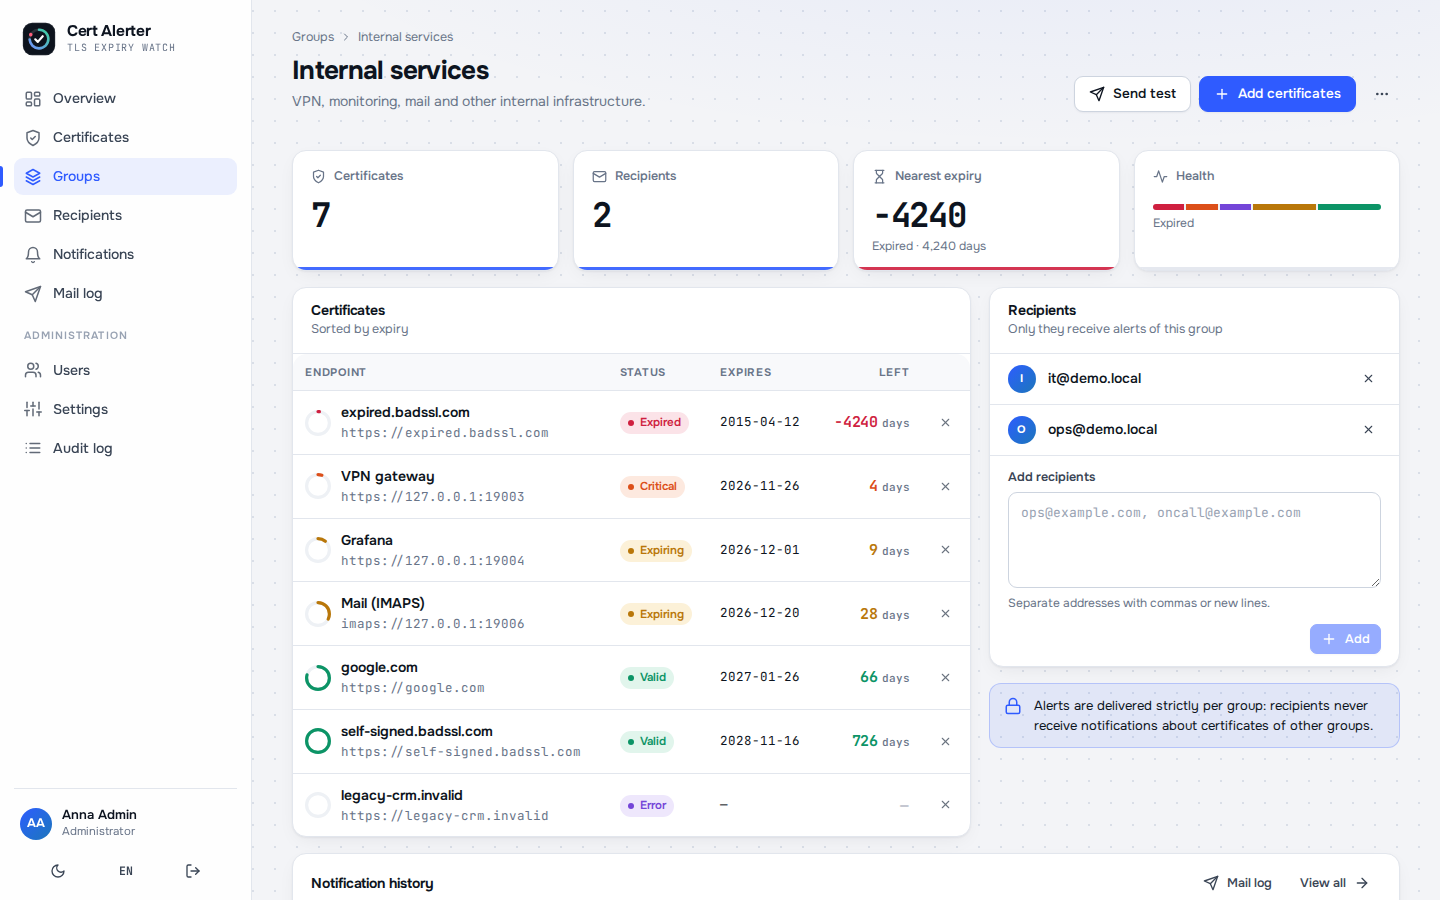 Cert Alerter
TLS EXPIRY WATCH
Overview
Certificates
Groups
Recipients
Notifications
Mail log
ADMINISTRATION
Users
Settings
Audit log
AA
Anna Admin
Administrator
EN
Groups
Internal services
Internal services
VPN, monitoring, mail and other internal infrastructure.
Send test
Add certificates
Certificates
7
Recipients
2
Nearest expiry
-4240
Expired · 4,240 days
Health
Expired
Certificates
Sorted by expiry
ENDPOINT STATUS EXPIRES LEFT
expired.badssl.com
https://expired.badssl.com
Expired 2015-04-12 -4240 days
VPN gateway
https://127.0.0.1:19003
Critical 2026-11-26 4 days
Grafana
https://127.0.0.1:19004
Expiring 2026-12-01 9 days
Mail (IMAPS)
imaps://127.0.0.1:19006
Expiring 2026-12-20 28 days
google.com
https://google.com
Valid 2027-01-26 66 days
self-signed.badssl.com
https://self-signed.badssl.com
Valid 2028-11-16 726 days
legacy-crm.invalid
https://legacy-crm.invalid
Error — —
Recipients
Only they receive alerts of this group
I it@demo.local
O ops@demo.local
Add recipients
ops@example.com, oncall@example.com
Separate addresses with commas or new lines.
Add
Alerts are delivered strictly per group: recipients never
receive notifications about certificates of other groups.
Notification history
Mail log
View all